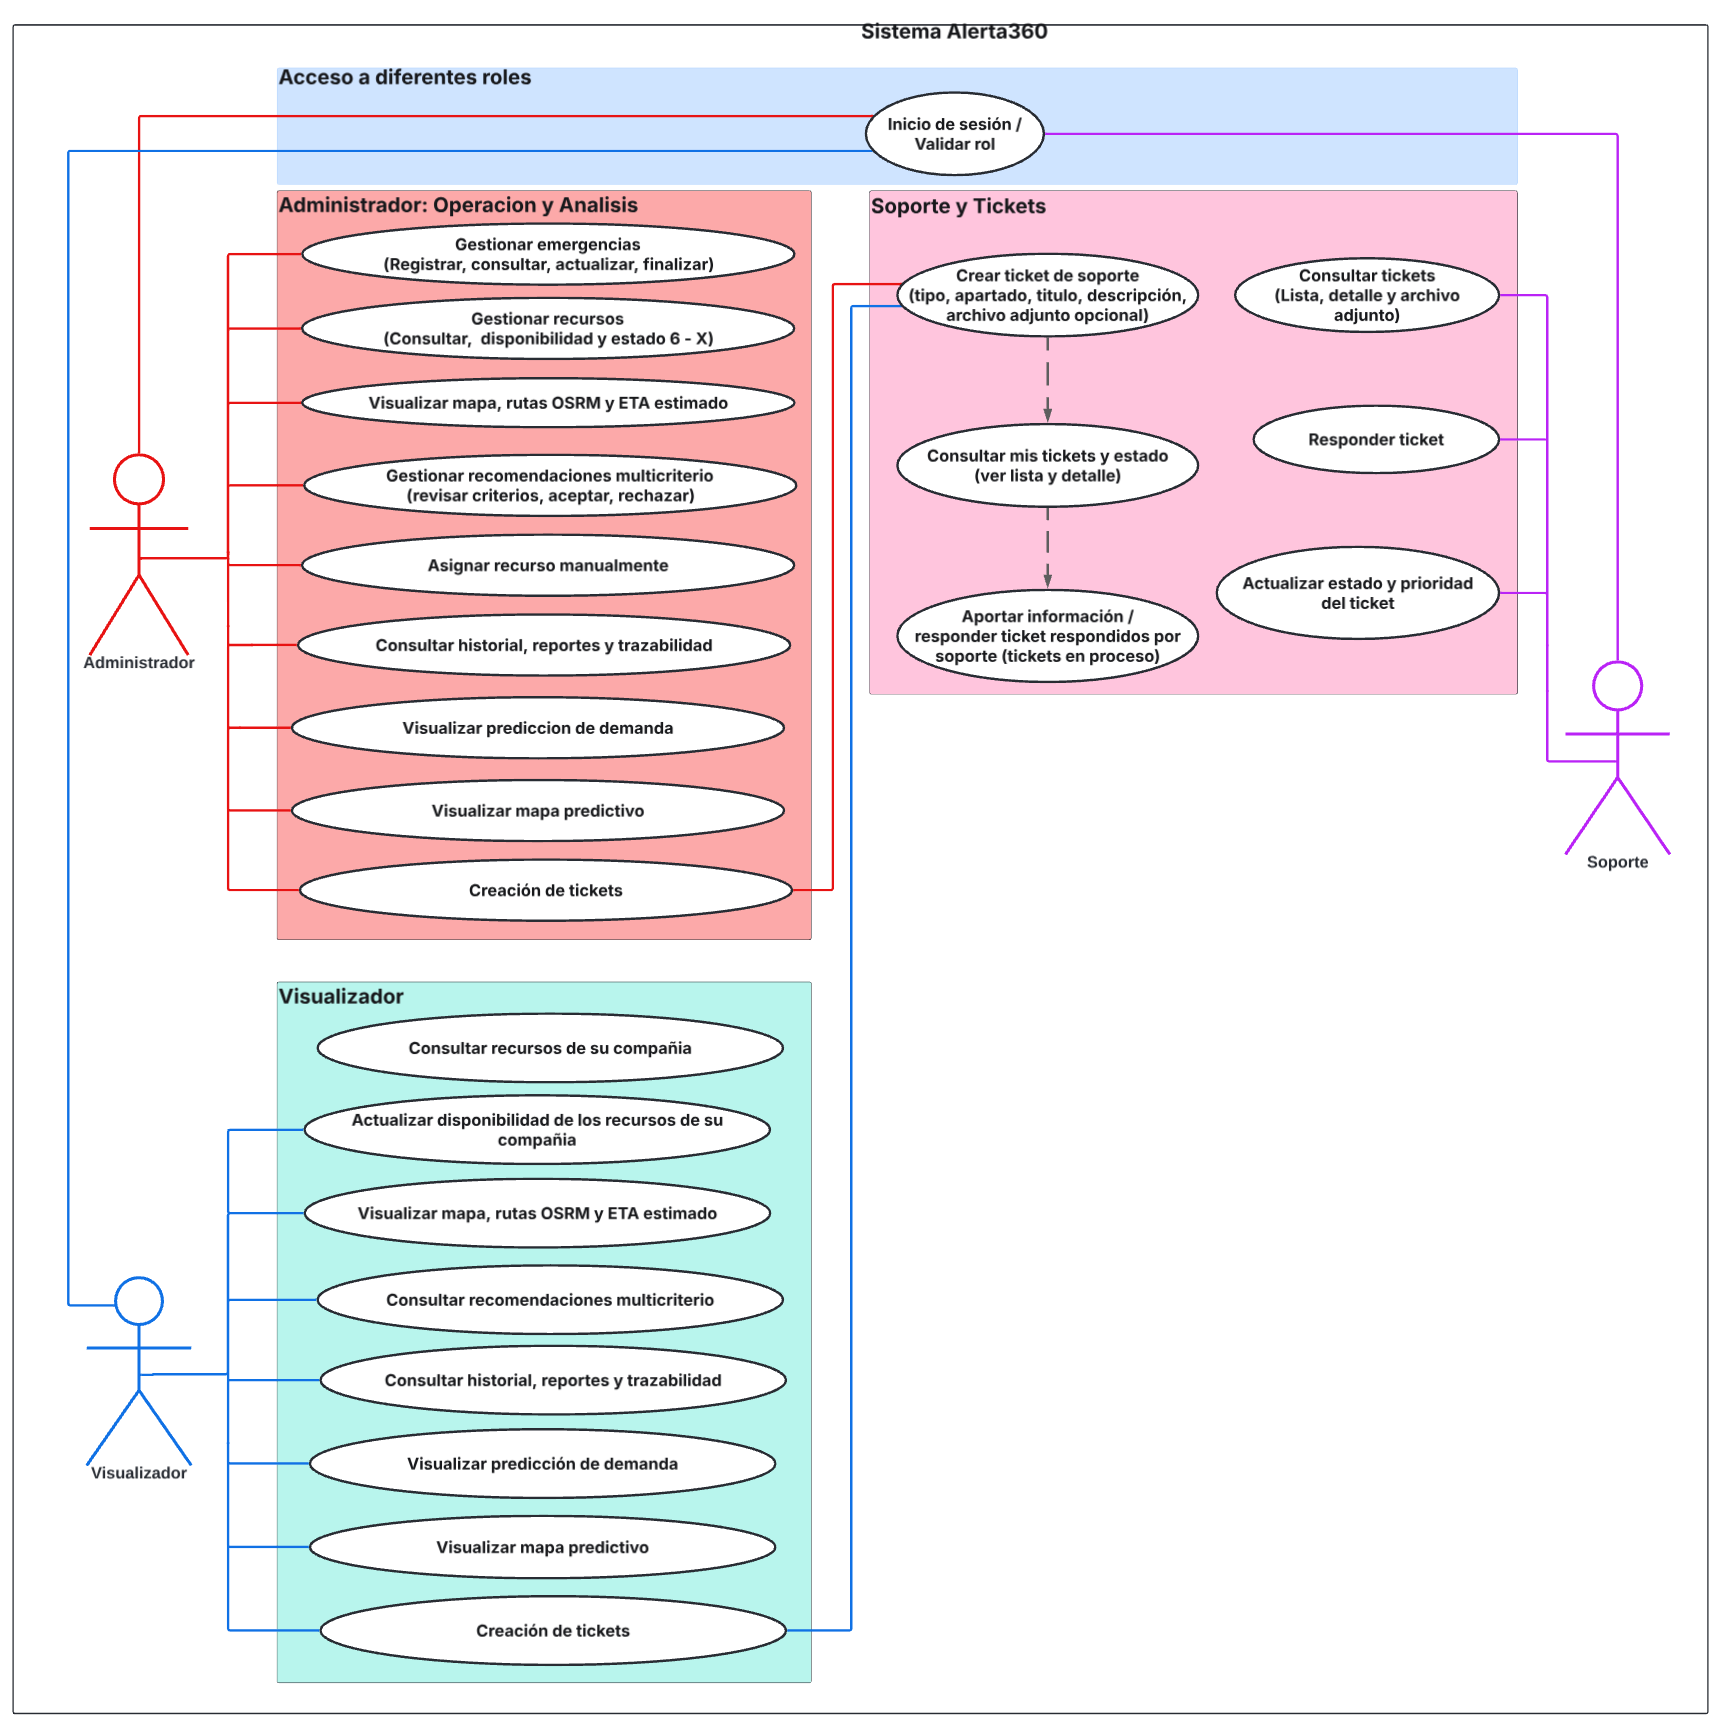 Sistema Alerta360
Acceso a diferentes roles
Inicio de sesión /
Validar rol
Administrador: Operacion y Analisis
Gestionar emergencias
(Registrar, consultar, actualizar, finalizar)
Gestionar recursos
(Consultar,  disponibilidad y estado 6 - X)
Visualizar mapa, rutas OSRM y ETA estimado
Gestionar recomendaciones multicriterio
(revisar criterios, aceptar, rechazar)
Asignar recurso manualmente
Consultar historial, reportes y trazabilidad
Visualizar prediccion de demanda
Visualizar mapa predictivo
Creación de tickets
Administrador
Soporte y Tickets
Crear ticket de soporte
(tipo, apartado, titulo, descripción,
archivo adjunto opcional)
Consultar mis tickets y estado
(ver lista y detalle)
Aportar información /
responder ticket respondidos por
soporte (tickets en proceso)
Consultar tickets
(Lista, detalle y archivo
adjunto)
Responder ticket
Actualizar estado y prioridad
del ticket
Soporte
Visualizador
Consultar recursos de su compañia
Actualizar disponibilidad de los recursos de su
compañia
Visualizar mapa, rutas OSRM y ETA estimado
Consultar recomendaciones multicriterio
Consultar historial, reportes y trazabilidad
Visualizar predicción de demanda
Visualizar mapa predictivo
Creación de tickets
Visualizador